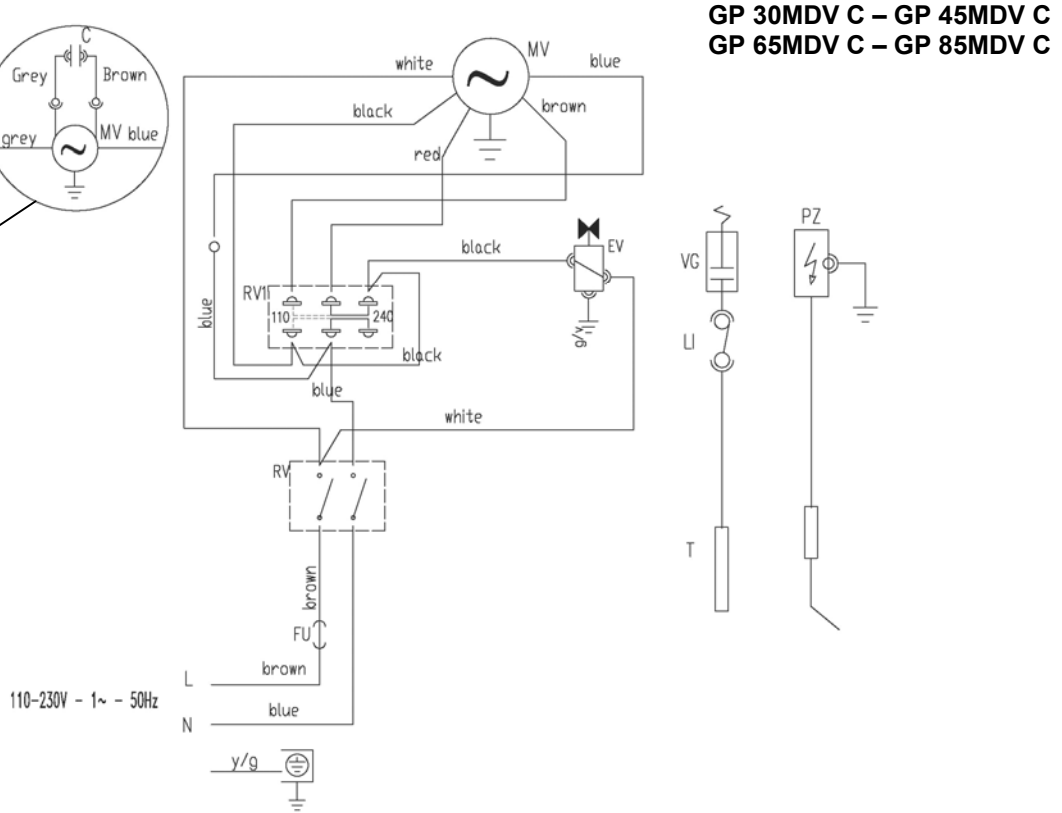 GP 30MDV C – GP 45MDV C
GP 65MDV C – GP 85MDV C
C
Grey
Brown
grey
MV
blue
MV
white
blue
black
brown
red
black
EV
g/v
RV1
110
240
blue
black
blue
white
RV
brown
FU
L
brown
110-230V - 1~ - 50Hz
N
blue
y/g
VG
LI
T
PZ